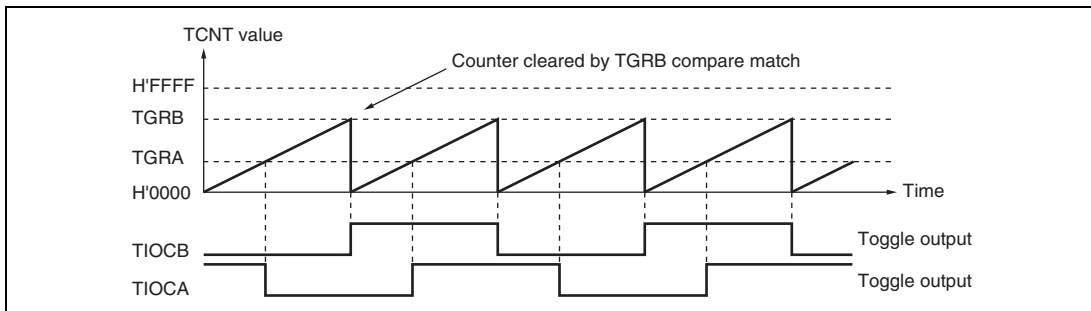 TCNT value
Counter cleared by TGRB compare match
H'FFFF
TGRB
TGRA
H'0000
Time
TIOCB
Toggle output
TIOCA
Toggle output